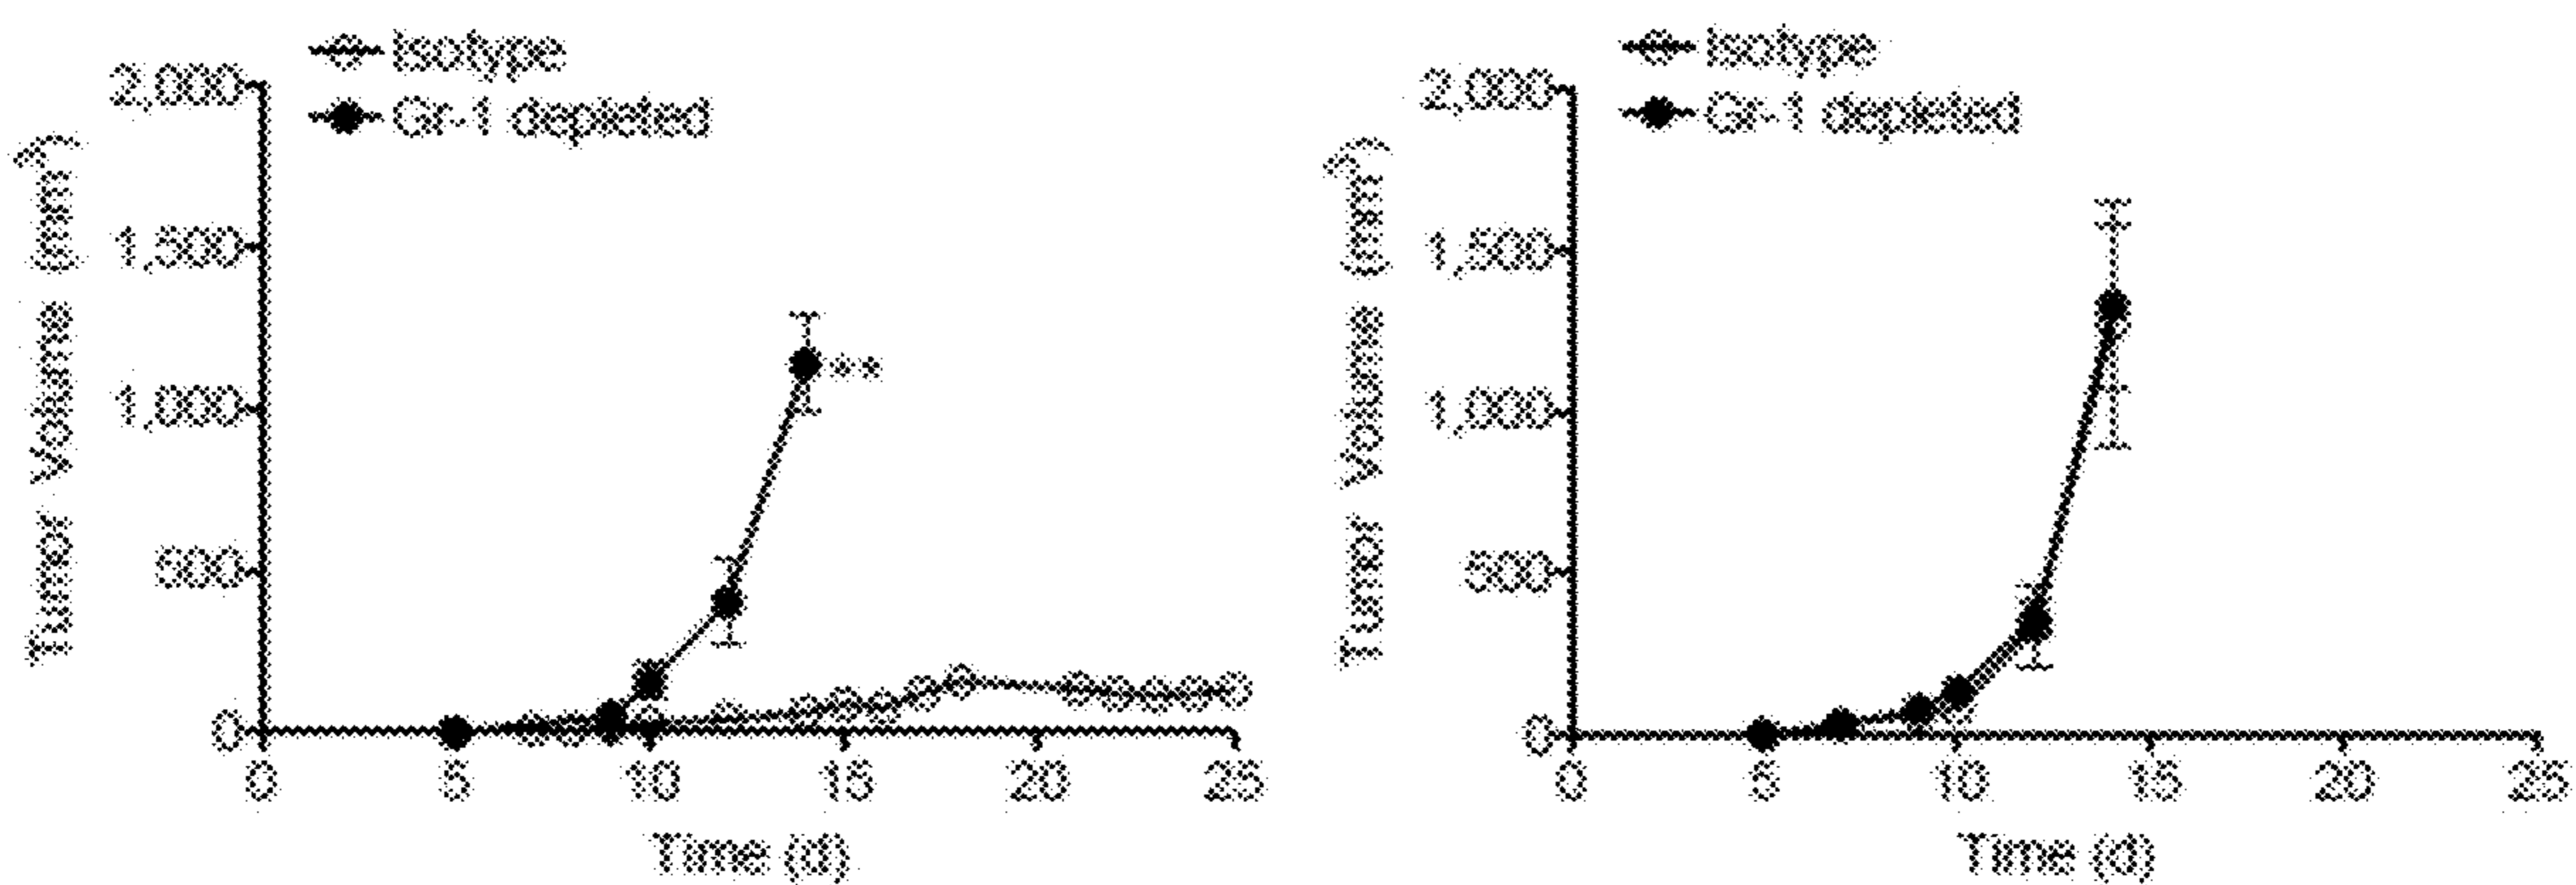 Isotype
Gr-1 depleted
2,000
1,500
1,000
500
0
0 5 10 15 20 25
Time (d)
Tumor volume (mm³)
**
Isotype
Gr-1 depleted
2,000
1,500
1,000
500
0
0 5 10 15 20 25
Time (d)
Tumor volume (mm³)